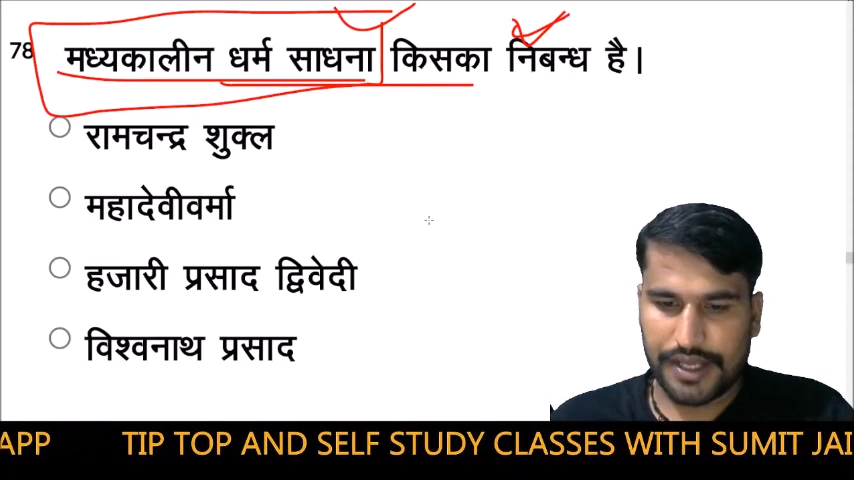 78 मध्यकालीन धर्म साधना किसका निबन्ध है।
रामचन्द्र शुक्ल
महादेवीवर्मा
हजारी प्रसाद द्विवेदी
विश्वनाथ प्रसाद
APP TIP TOP AND SELF STUDY CLASSES WITH SUMIT JAI